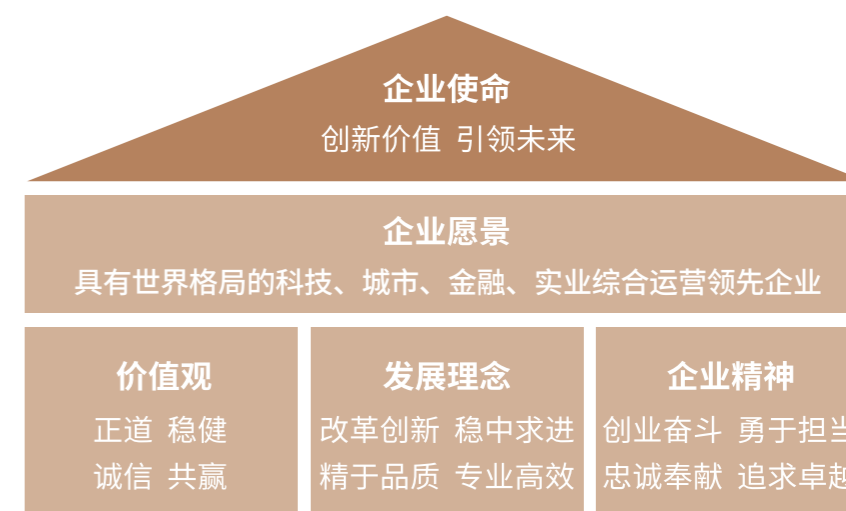 企业使命
创新价值 引领未来
企业愿景
具有世界格局的科技、城市、金融、实业综合运营领先企业
价值观
正道 稳健
诚信 共赢
发展理念
改革创新 稳中求进
精于品质 专业高效
企业精神
创业奋斗 勇于担当
忠诚奉献 追求卓越